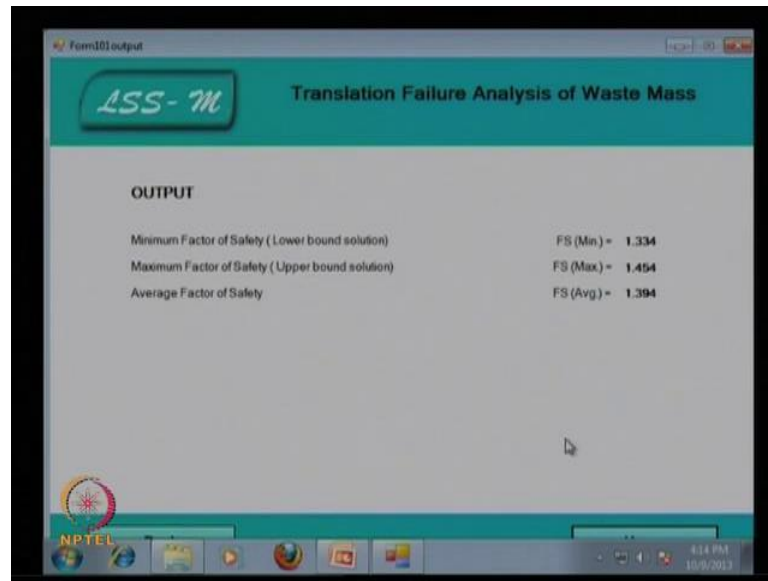 Form101output
LSS-M
Translation Failure Analysis of Waste Mass
OUTPUT
Minimum Factor of Safety ( Lower bound solution) FS (Min.) = 1.334
Maximum Factor of Safety ( Upper bound solution) FS (Max.) = 1.454
Average Factor of Safety FS (Avg.) = 1.394
NPTEL
4:14 PM
10/9/2013